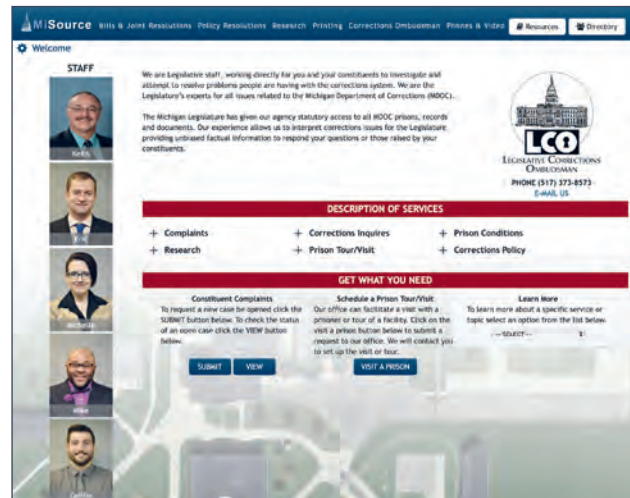 MiSource Bills & Joint Resolutions Policy Resolutions Research Printing Corrections Ombudsman Phones & Video Resources Directory
Welcome
STAFF
Keith
Eric
Michelle
Mike
We are Legislative staff, working directly for you and your constituents to investigate and
attempt to resolve problems people are having with the corrections system. We are the
Legislature's experts for all issues related to the Michigan Department of Corrections (MDOC).
The Michigan Legislature has given our agency statutory access to all MDOC prisons, records
and documents. Our experience allows us to interpret corrections issues for the Legislature
providing unbiased factual information to respond your questions or those raised by your
constituents.
LCO
LEGISLATIVE CORRECTIONS
OMBUDSMAN
PHONE (517) 373-8573
E-MAIL US
DESCRIPTION OF SERVICES
+ Complaints + Corrections Inquires + Prison Conditions
+ Research + Prison Tour/Visit + Corrections Policy
GET WHAT YOU NEED
Constituent Complaints
To request a new case be opened click the
SUBMIT button below. To check the status
of an open case click the VIEW button
below.
SUBMIT VIEW
Schedule a Prison Tour/Visit
Our office can facilitate a visit with a
prisoner or tour of a facility. Click on the
visit a prison button below to submit a
request to our office. We will contact you
to set up the visit or tour.
VISIT A PRISON
Learn More
To learn more about a specific service or
topic select an option from the list below.
--SELECT--